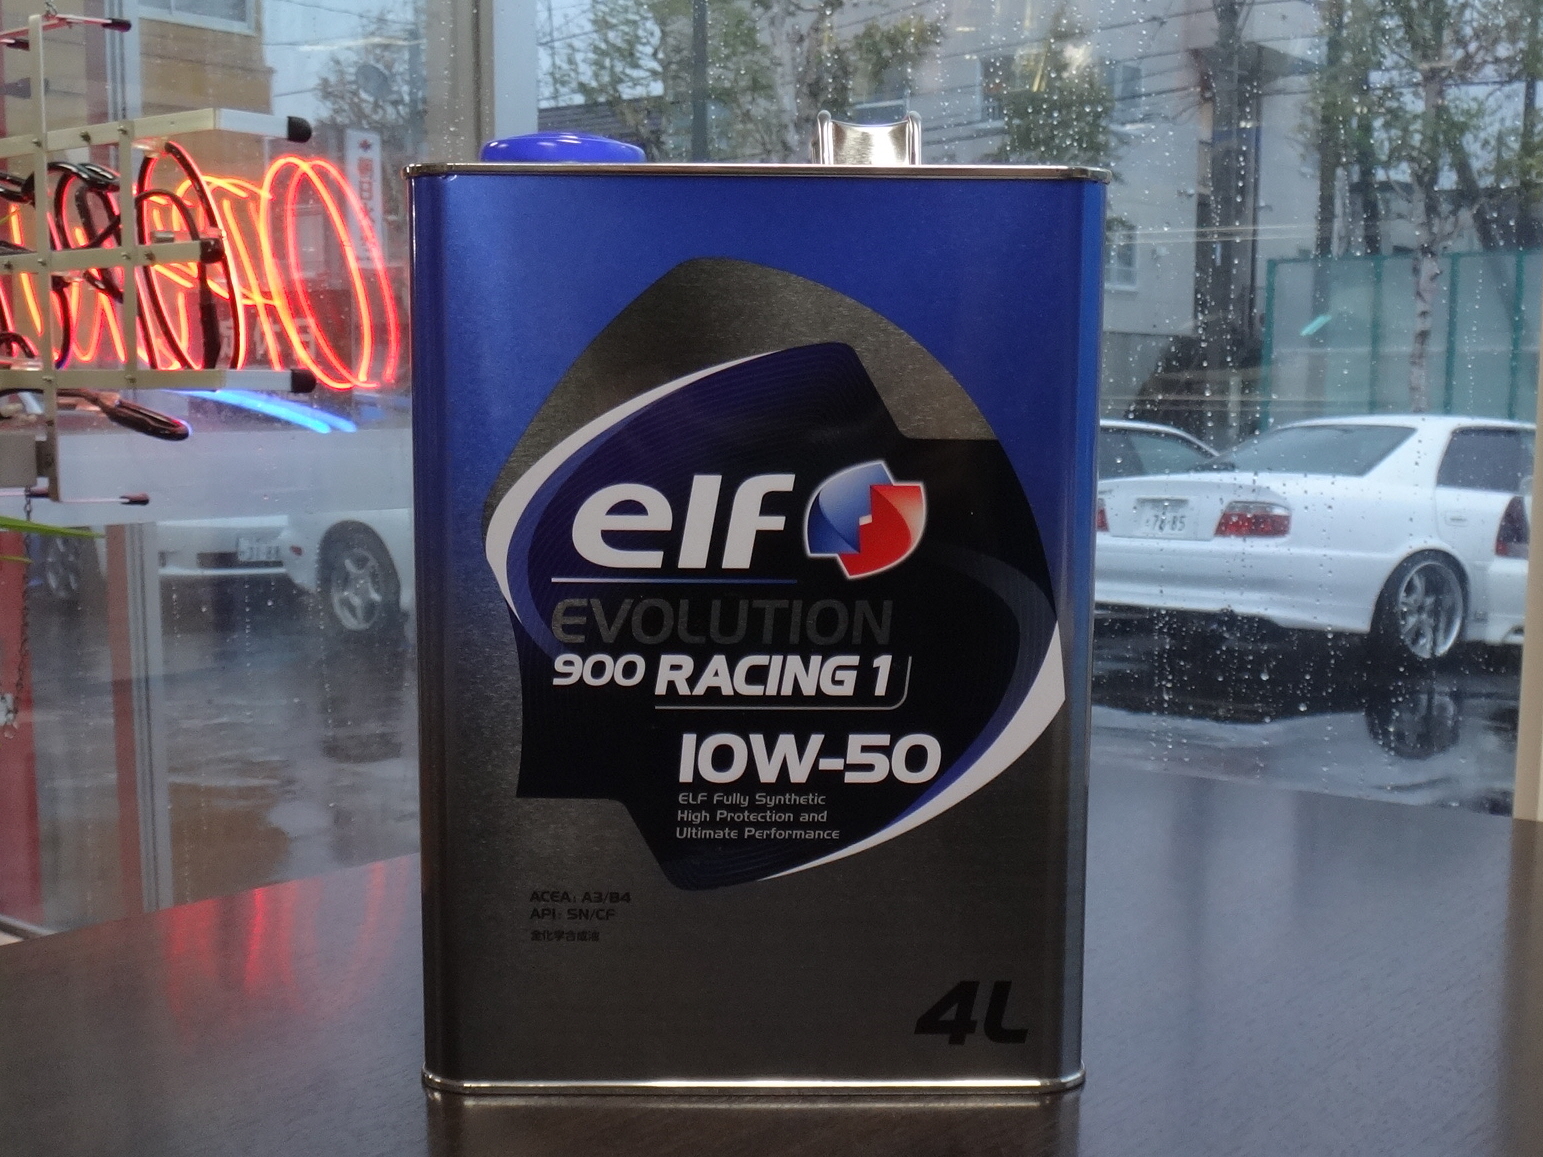 elf
EVOLUTION
900 RACING 1
10W-50
ELF Fully Synthetic
High Protection and
Ultimate Performance
ACEA: A3/B4
API: SN/CF
全化学合成油
4L